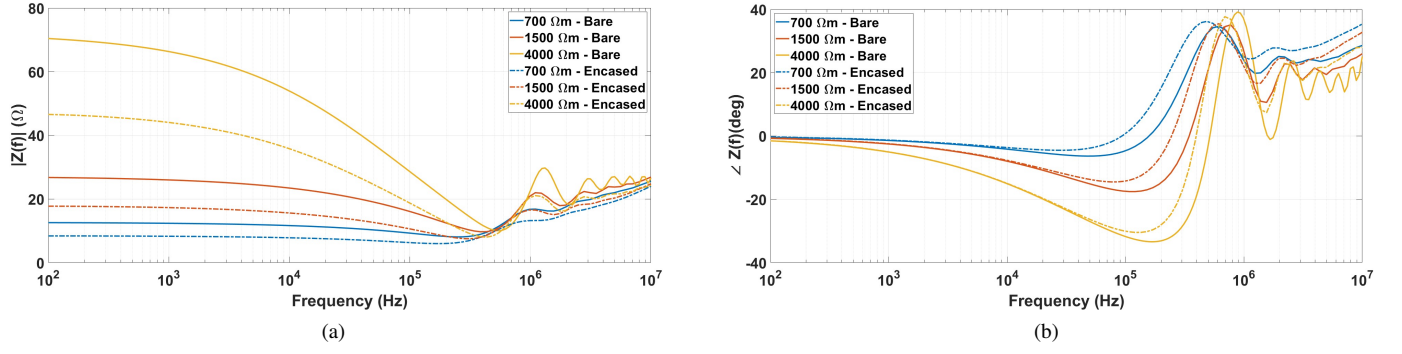 80
60
40
20
0
|Z(f)| (Ω)
700 Ωm - Bare
1500 Ωm - Bare
4000 Ωm - Bare
700 Ωm - Encased
1500 Ωm - Encased
4000 Ωm - Encased
10^2 10^3 10^4 10^5 10^6 10^7
Frequency (Hz)
(a)
40
20
0
-20
-40
∠ Z(f)(deg)
700 Ωm - Bare
1500 Ωm - Bare
4000 Ωm - Bare
700 Ωm - Encased
1500 Ωm - Encased
4000 Ωm - Encased
10^2 10^3 10^4 10^5 10^6 10^7
Frequency (Hz)
(b)